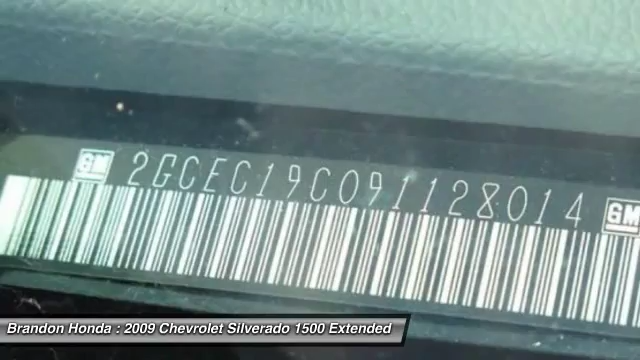 GM 2GCEC19C091128014 GM
Brandon Honda : 2009 Chevrolet Silverado 1500 Extended